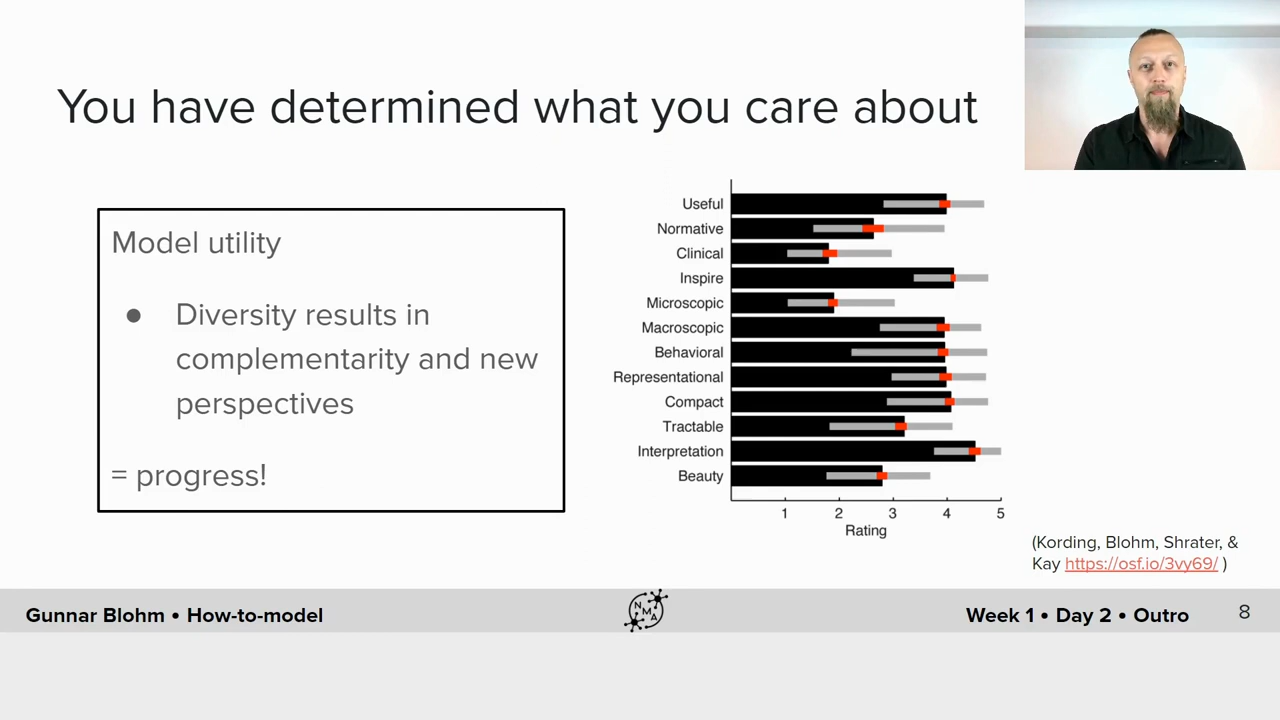 You have determined what you care about
Model utility
● Diversity results in
complementarity and new
perspectives
= progress!
Useful
Normative
Clinical
Inspire
Microscopic
Macroscopic
Behavioral
Representational
Compact
Tractable
Interpretation
Beauty
1 2 3 4 5
Rating
(Kording, Blohm, Shrater, &
Kay https://osf.io/3vy69/ )
Gunnar Blohm • How-to-model
NMA
Week 1 • Day 2 • Outro
8